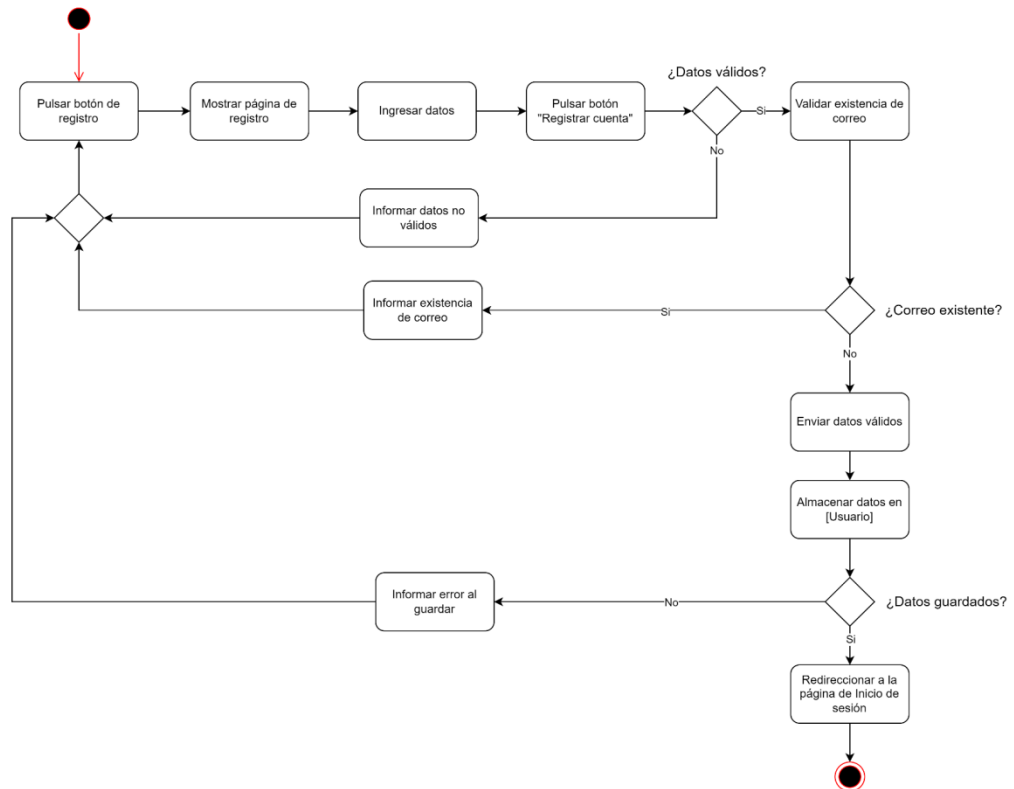 ¿Datos válidos?
Pulsar botón de
registro
Mostrar página de
registro
Ingresar datos
Pulsar botón
"Registrar cuenta"
Si
Validar existencia de
correo
No
Informar datos no
válidos
Informar existencia
de correo
Si
¿Correo existente?
No
Enviar datos válidos
Almacenar datos en
[Usuario]
Informar error al
guardar
No
¿Datos guardados?
Si
Redireccionar a la
página de Inicio de
sesión